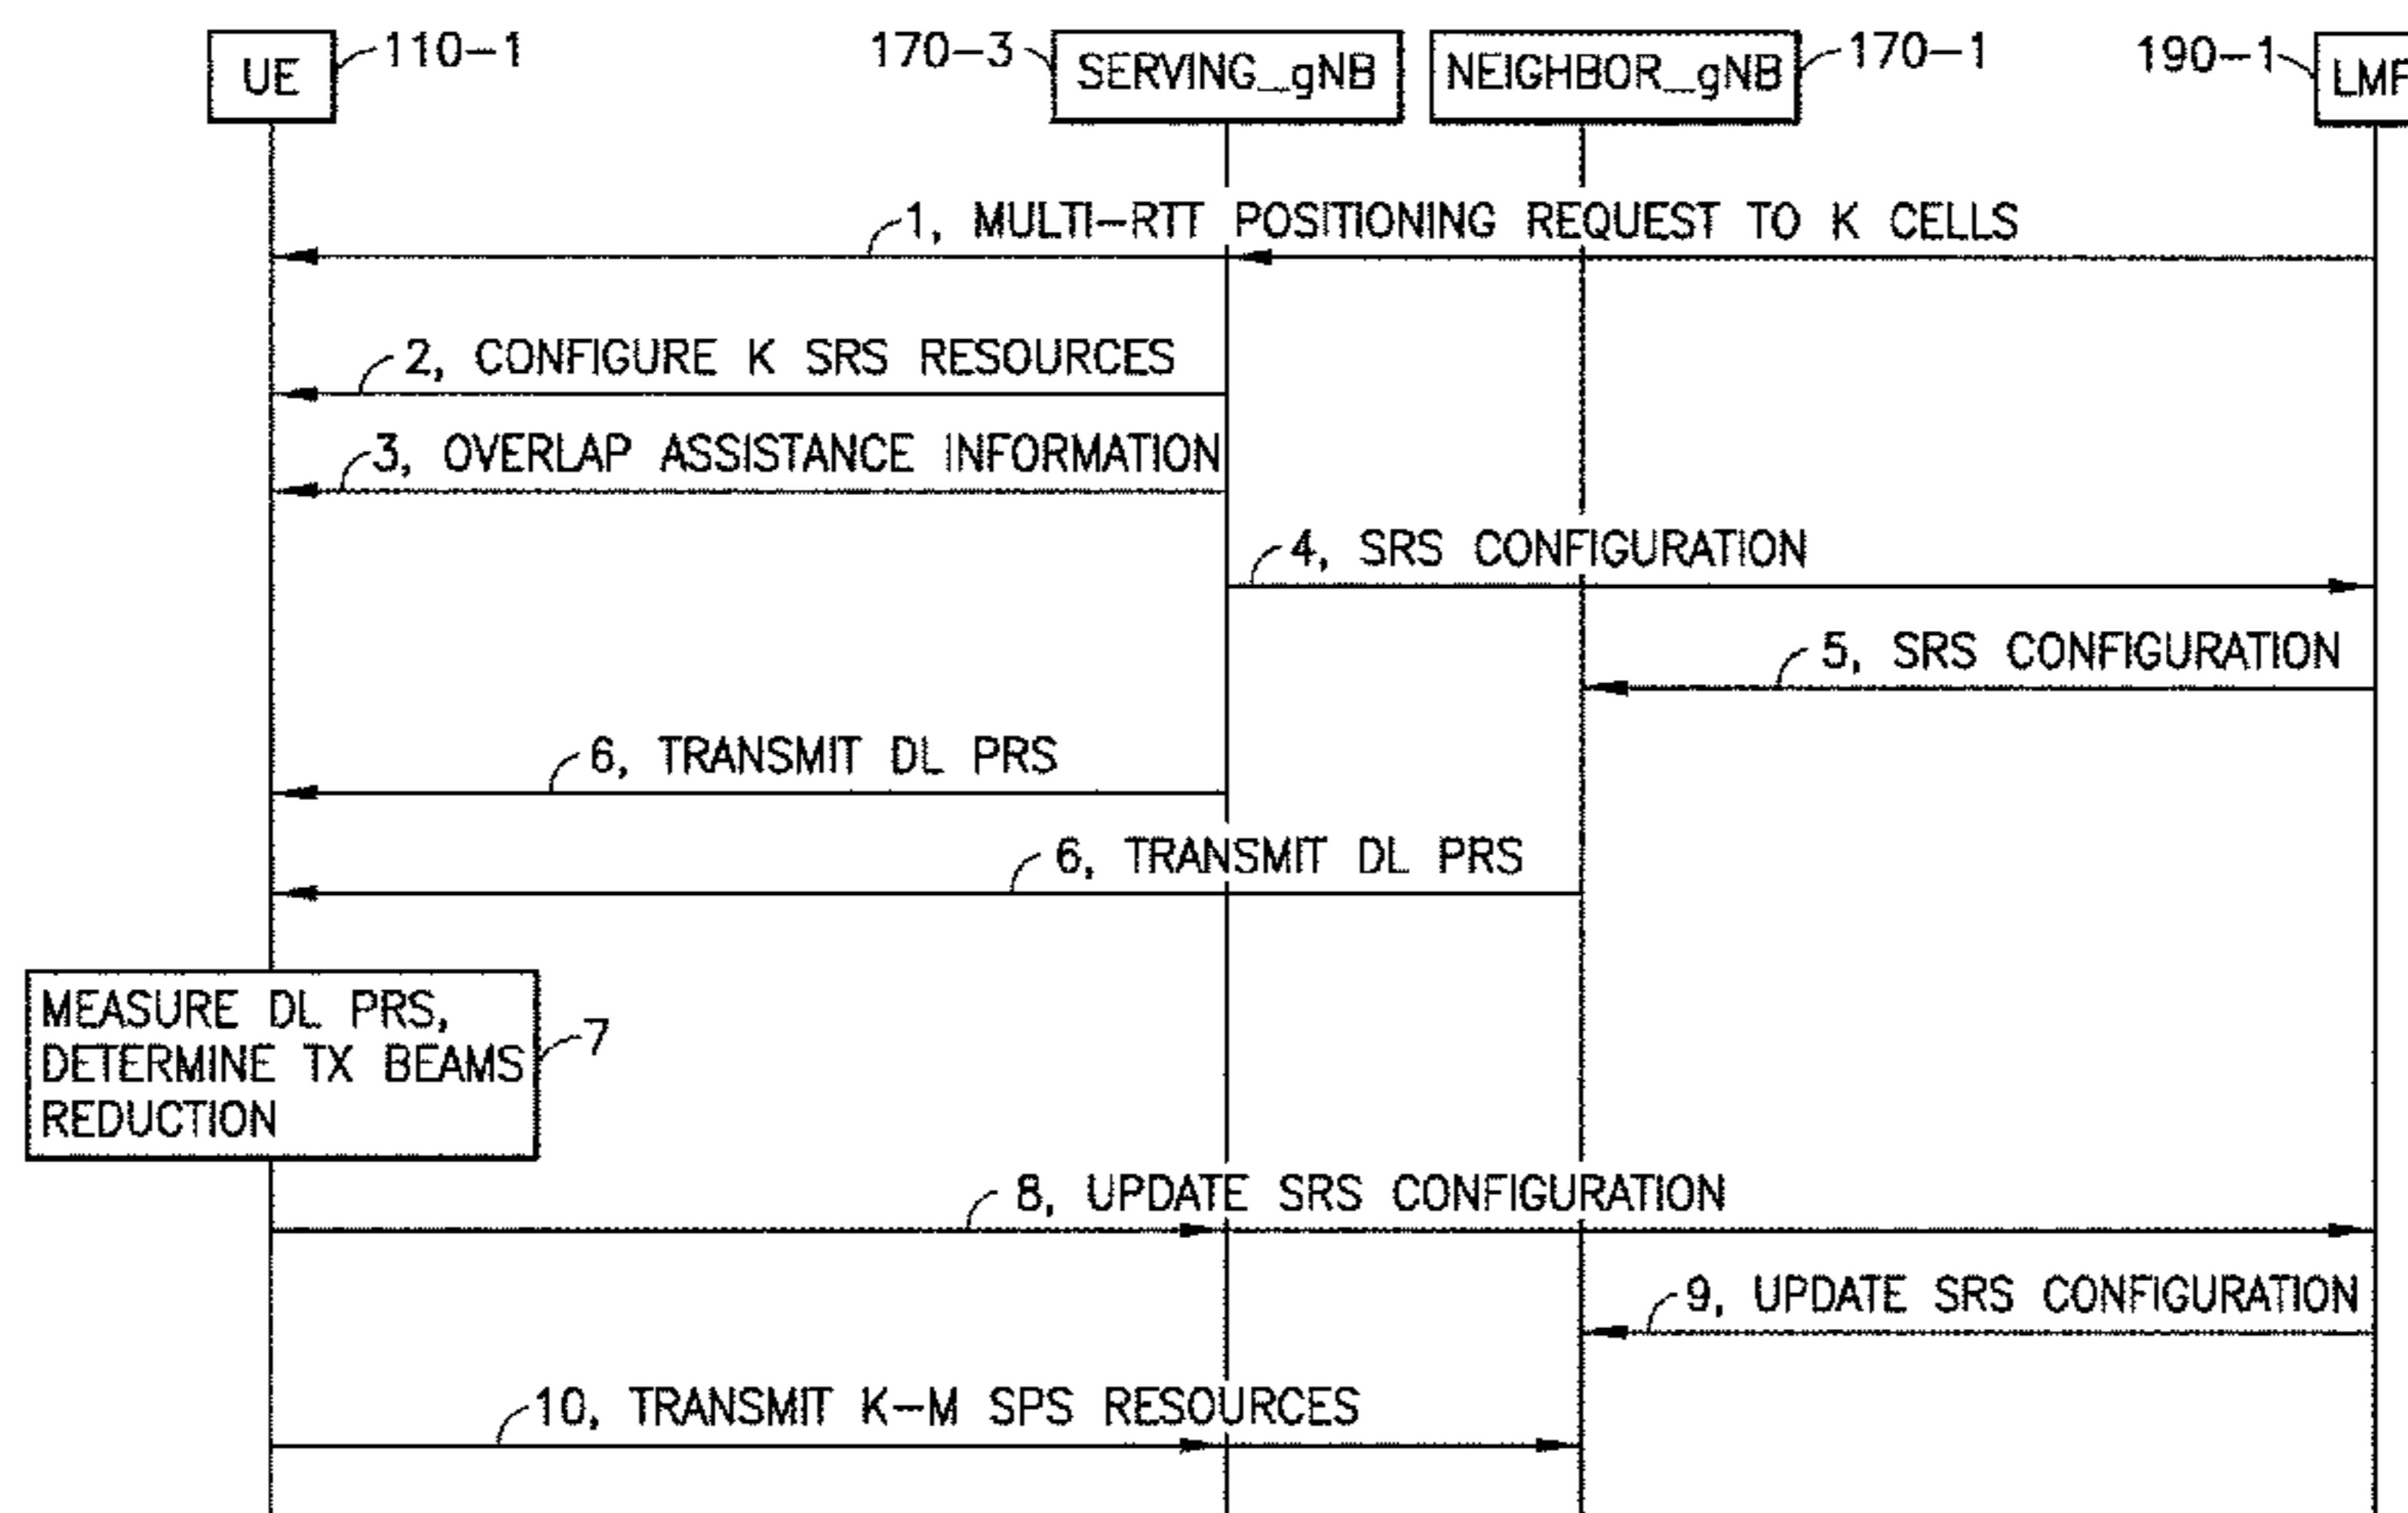 UE
110-1
170-3
SERVING_gNB
NEIGHBOR_gNB
170-1
190-1
LMF
1, MULTI-RTT POSITIONING REQUEST TO K CELLS
2, CONFIGURE K SRS RESOURCES
3, OVERLAP ASSISTANCE INFORMATION
4, SRS CONFIGURATION
5, SRS CONFIGURATION
6, TRANSMIT DL PRS
6, TRANSMIT DL PRS
MEASURE DL PRS,
DETERMINE TX BEAMS
REDUCTION
7
8, UPDATE SRS CONFIGURATION
9, UPDATE SRS CONFIGURATION
10, TRANSMIT K-M SPS RESOURCES